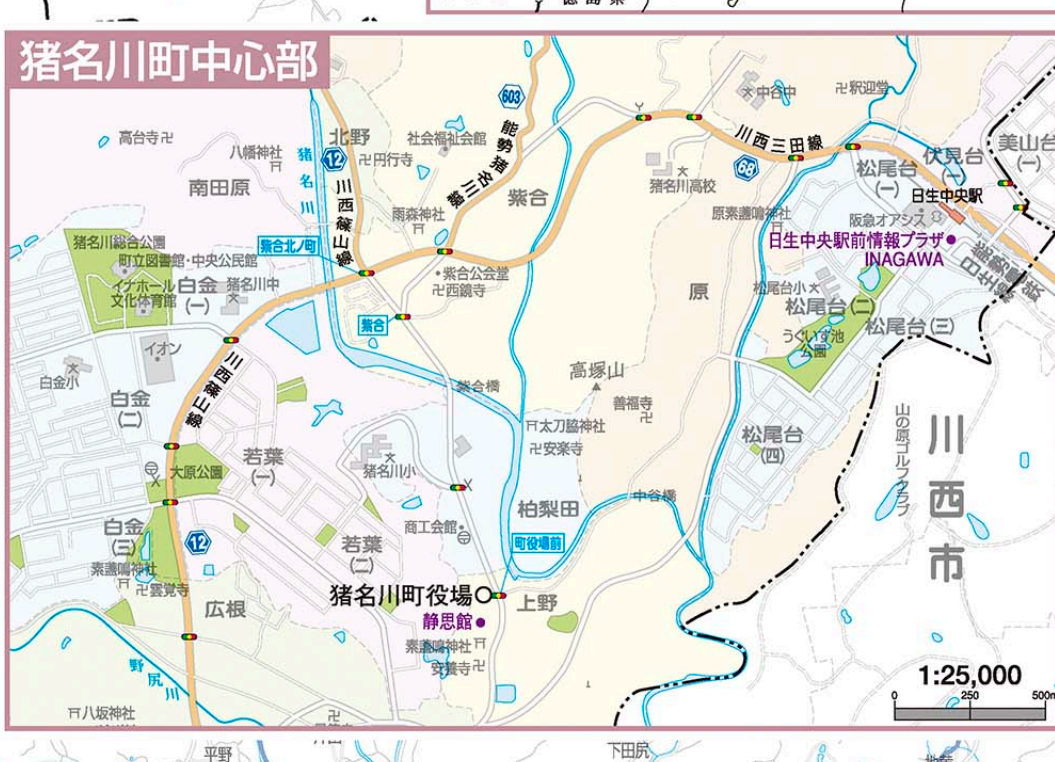 猪名川町中心部
高台寺
八幡神社
南田原
猪名川
北野
12
円行寺
川西篠山線
社会福祉会館
603
能勢猪名川線
雨森神社
紫合
猪名川高校
中谷中
釈迦堂
川西三田線
68
原素盞嗚神社
松尾台
(一)
伏見台
(一)
美山台
(一)
日生中央駅
阪急オアシス
日生中央駅前情報プラザ
INAGAWA
松尾台小
松尾台(二)
松尾台(三)
うぐいす池
公園
原
紫合北ノ町
紫合公会堂
西鏡寺
紫合
猪名川総合公園
町立図書館・中央公民館
イナホール
文化体育館
白金
(一)
猪名川中
イオン
白金小
白金
(二)
川西篠山線
紫合橋
高塚山
善福寺
太刀脇神社
安楽寺
松尾台
(四)
山の原ゴルフクラブ
川西市
大原公園
若葉
(一)
猪名川小
柏梨田
中谷橋
商工会館
町役場前
白金
(三)
12
若葉
(二)
素盞嗚神社
雲覚寺
広根
猪名川町役場
上野
静思館
素盞嗚神社
安養寺
野尻川
八坂神社
1:25,000
0 250 500m
平野
下田尻